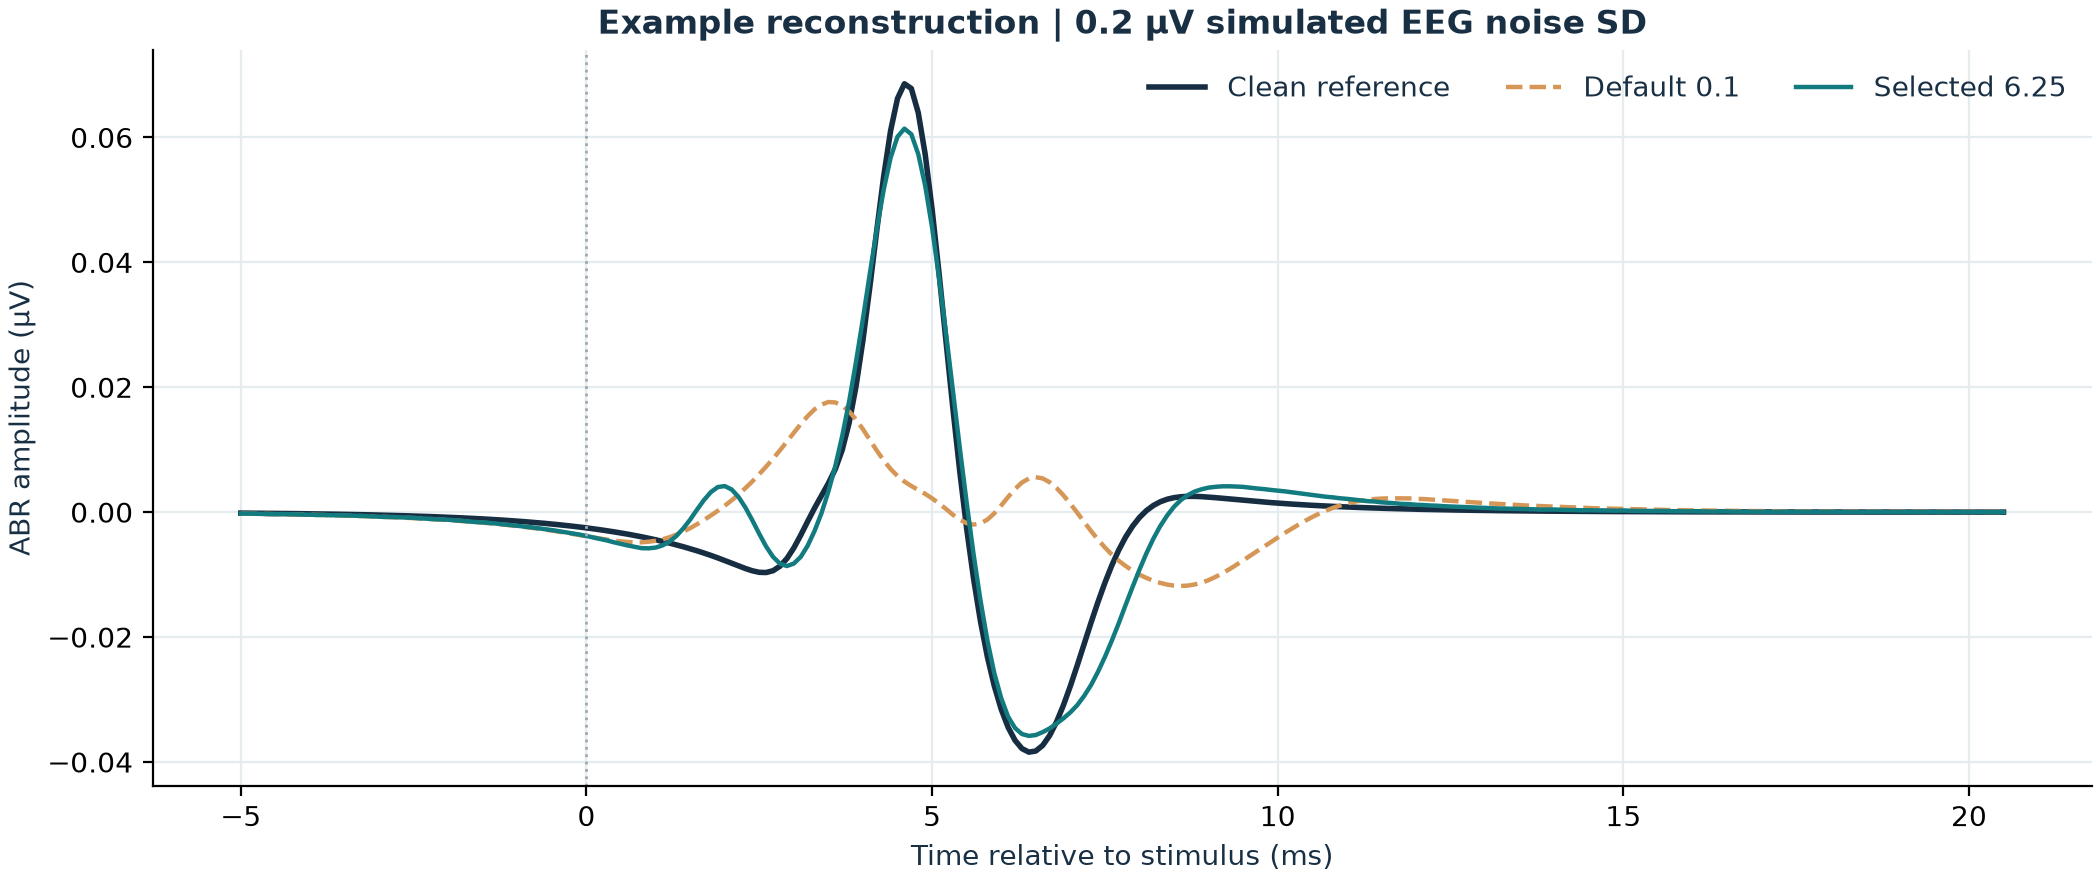 Example reconstruction | 0.2 µV simulated EEG noise SD
Clean reference
Default 0.1
Selected 6.25
ABR amplitude (µV)
0.06
0.04
0.02
0.00
−0.02
−0.04
−5
0
5
10
15
20
Time relative to stimulus (ms)